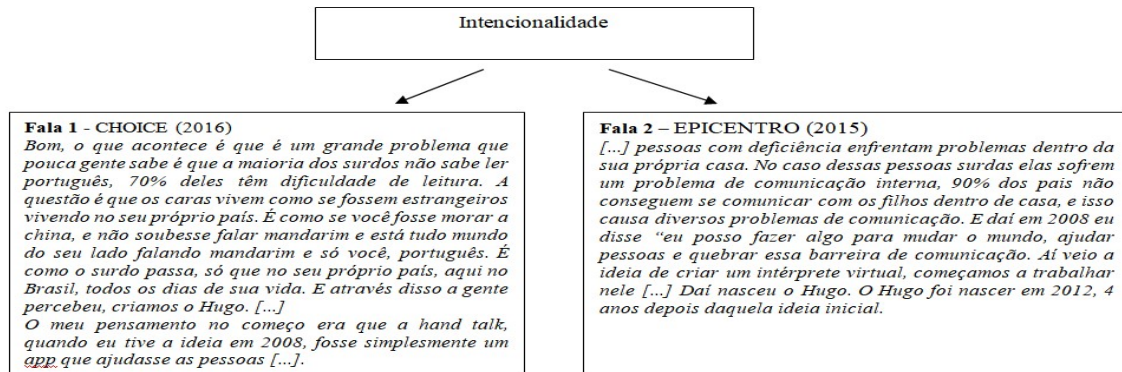 Intencionalidade
Fala 1 - CHOICE (2016)
Bom, o que acontece é que é um grande problema que
pouca gente sabe é que a maioria dos surdos não sabe ler
português, 70% deles têm dificuldade de leitura. A
questão é que os caras vivem como se fossem estrangeiros
vivendo no seu próprio país. É como se você fosse morar a
china, e não soubesse falar mandarim e está tudo mundo
do seu lado falando mandarim e só você, português. É
como o surdo passa, só que no seu próprio país, aqui no
Brasil, todos os dias de sua vida. E através disso a gente
percebeu, criamos o Hugo. [...]
O meu pensamento no começo era que a hand talk,
quando eu tive a ideia em 2008, fosse simplesmente um
app que ajudasse as pessoas [...].
Fala 2 – EPICENTRO (2015)
[...] pessoas com deficiência enfrentam problemas dentro da
sua própria casa. No caso dessas pessoas surdas elas sofrem
um problema de comunicação interna, 90% dos pais não
conseguem se comunicar com os filhos dentro de casa, e isso
causa diversos problemas de comunicação. E daí em 2008 eu
disse “eu posso fazer algo para mudar o mundo, ajudar
pessoas e quebrar essa barreira de comunicação. Aí veio a
ideia de criar um intérprete virtual, começamos a trabalhar
nele [...] Daí nasceu o Hugo. O Hugo foi nascer em 2012, 4
anos depois daquela ideia inicial.